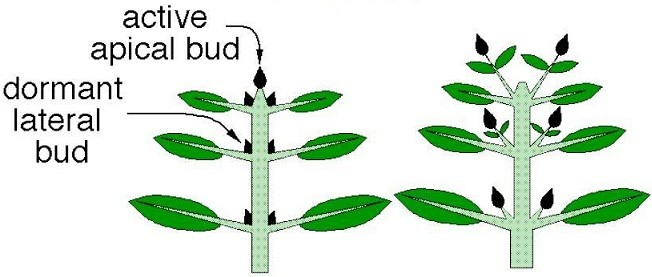 active
apical bud
dormant
lateral
bud